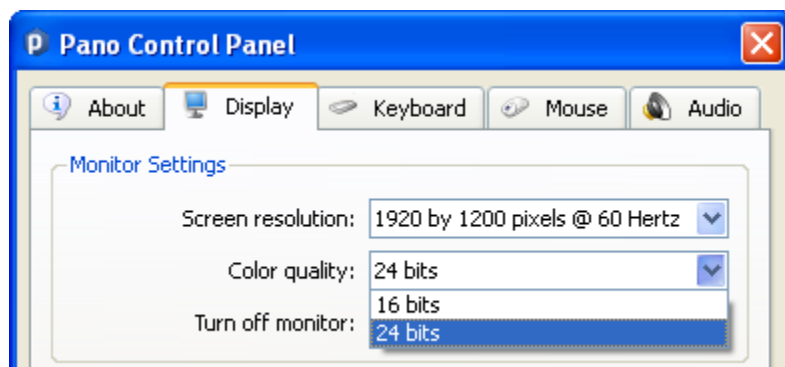 Pano Control Panel
About Display Keyboard Mouse Audio
Monitor Settings
Screen resolution: 1920 by 1200 pixels @ 60 Hertz
Color quality: 24 bits
16 bits
Turn off monitor: 24 bits